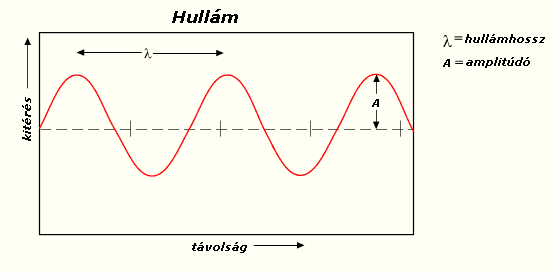 Hullám
λ
λ = hullámhossz
A = amplitúdó
A
kitérés
távolság